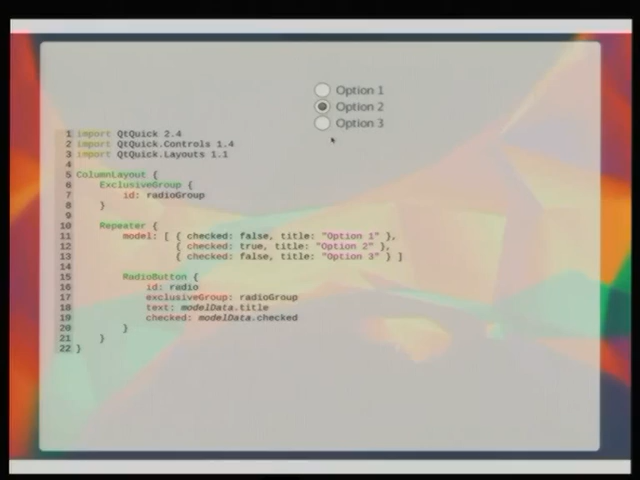 Option 1
Option 2
Option 3
1 import QtQuick 2.4
2 import QtQuick.Controls 1.4
3 import QtQuick.Layouts 1.1
4
5 ColumnLayout {
6 ExclusiveGroup {
7 id: radioGroup
8 }
9
10 Repeater {
11 model: [ { checked: false, title: "Option 1" },
12 { checked: true, title: "Option 2" },
13 { checked: false, title: "Option 3" } ]
14
15 RadioButton {
16 id: radio
17 exclusiveGroup: radioGroup
18 text: modelData.title
19 checked: modelData.checked
20 }
21 }
22 }